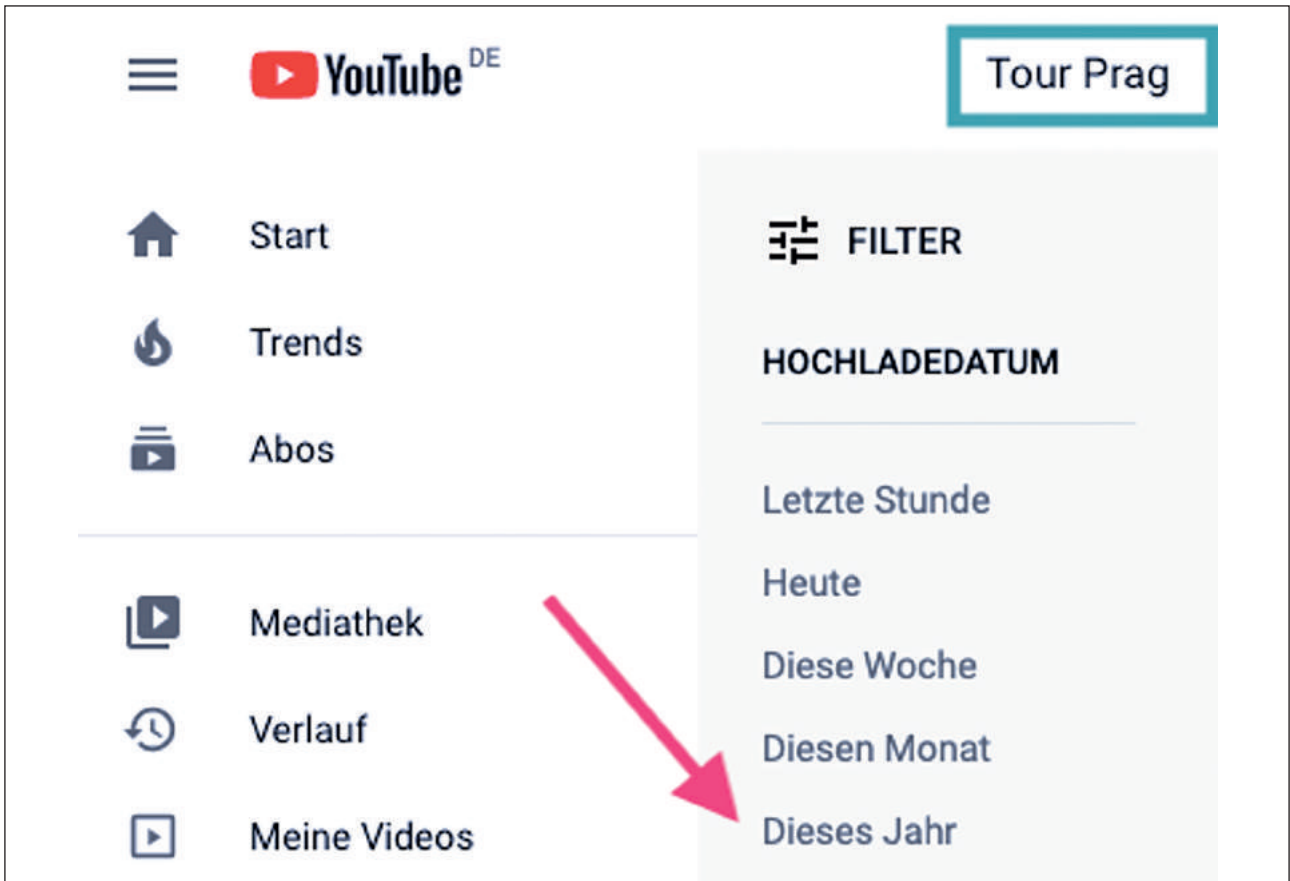 YouTube DE
Tour Prag
Start
Trends
Abos
Mediathek
Verlauf
Meine Videos
FILTER
HOCHLADEDATUM
Letzte Stunde
Heute
Diese Woche
Diesen Monat
Dieses Jahr